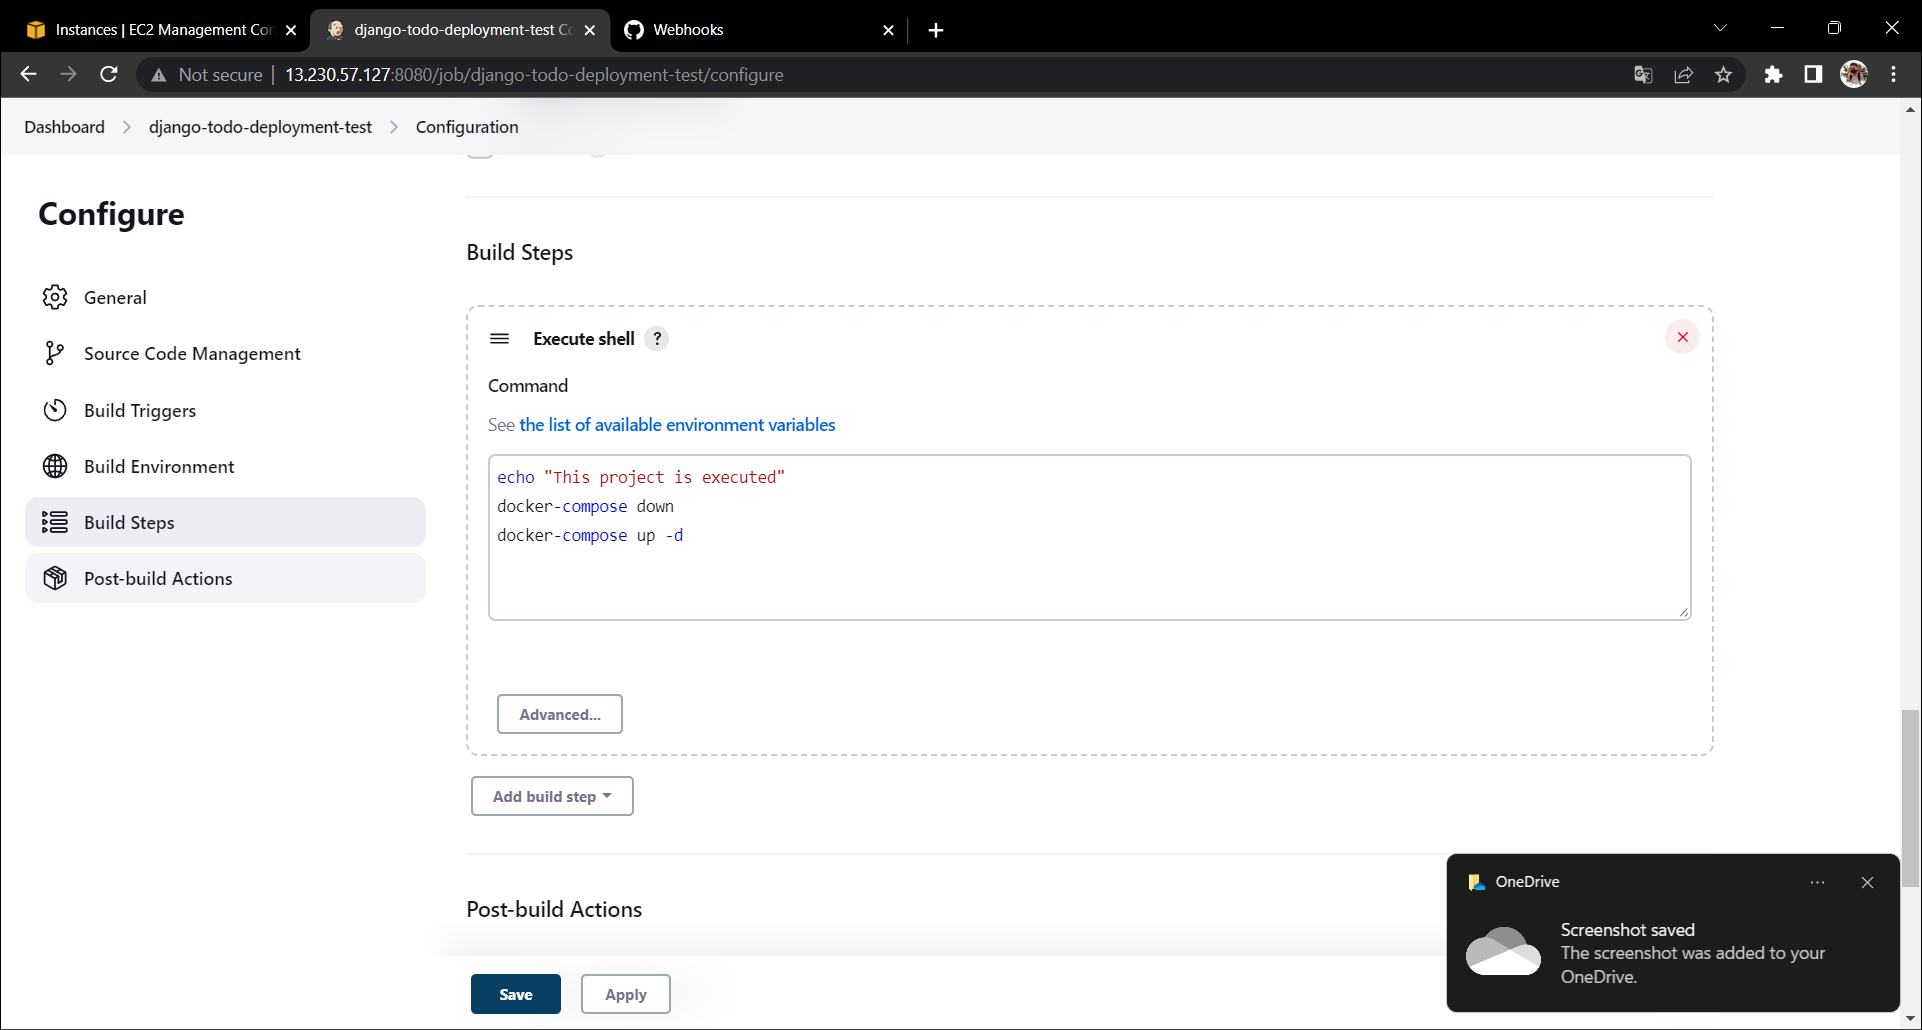 Instances | EC2 Management Con
django-todo-deployment-test Co
Webhooks
Not secure
13.230.57.127:8080/job/django-todo-deployment-test/configure
Dashboard
django-todo-deployment-test
Configuration
Configure
General
Source Code Management
Build Triggers
Build Environment
Build Steps
Post-build Actions
Build Steps
Execute shell ?
Command
See the list of available environment variables
echo "This project is executed"
docker-compose down
docker-compose up -d
Advanced...
Add build step
Post-build Actions
Save
Apply
OneDrive
Screenshot saved
The screenshot was added to your
OneDrive.